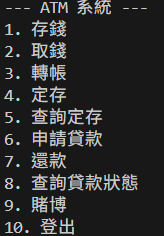 --- ATM 系統 ---
1. 存錢
2. 取錢
3. 轉帳
4. 定存
5. 查詢定存
6. 申請貸款
7. 還款
8. 查詢貸款狀態
9. 賭博
10. 登出